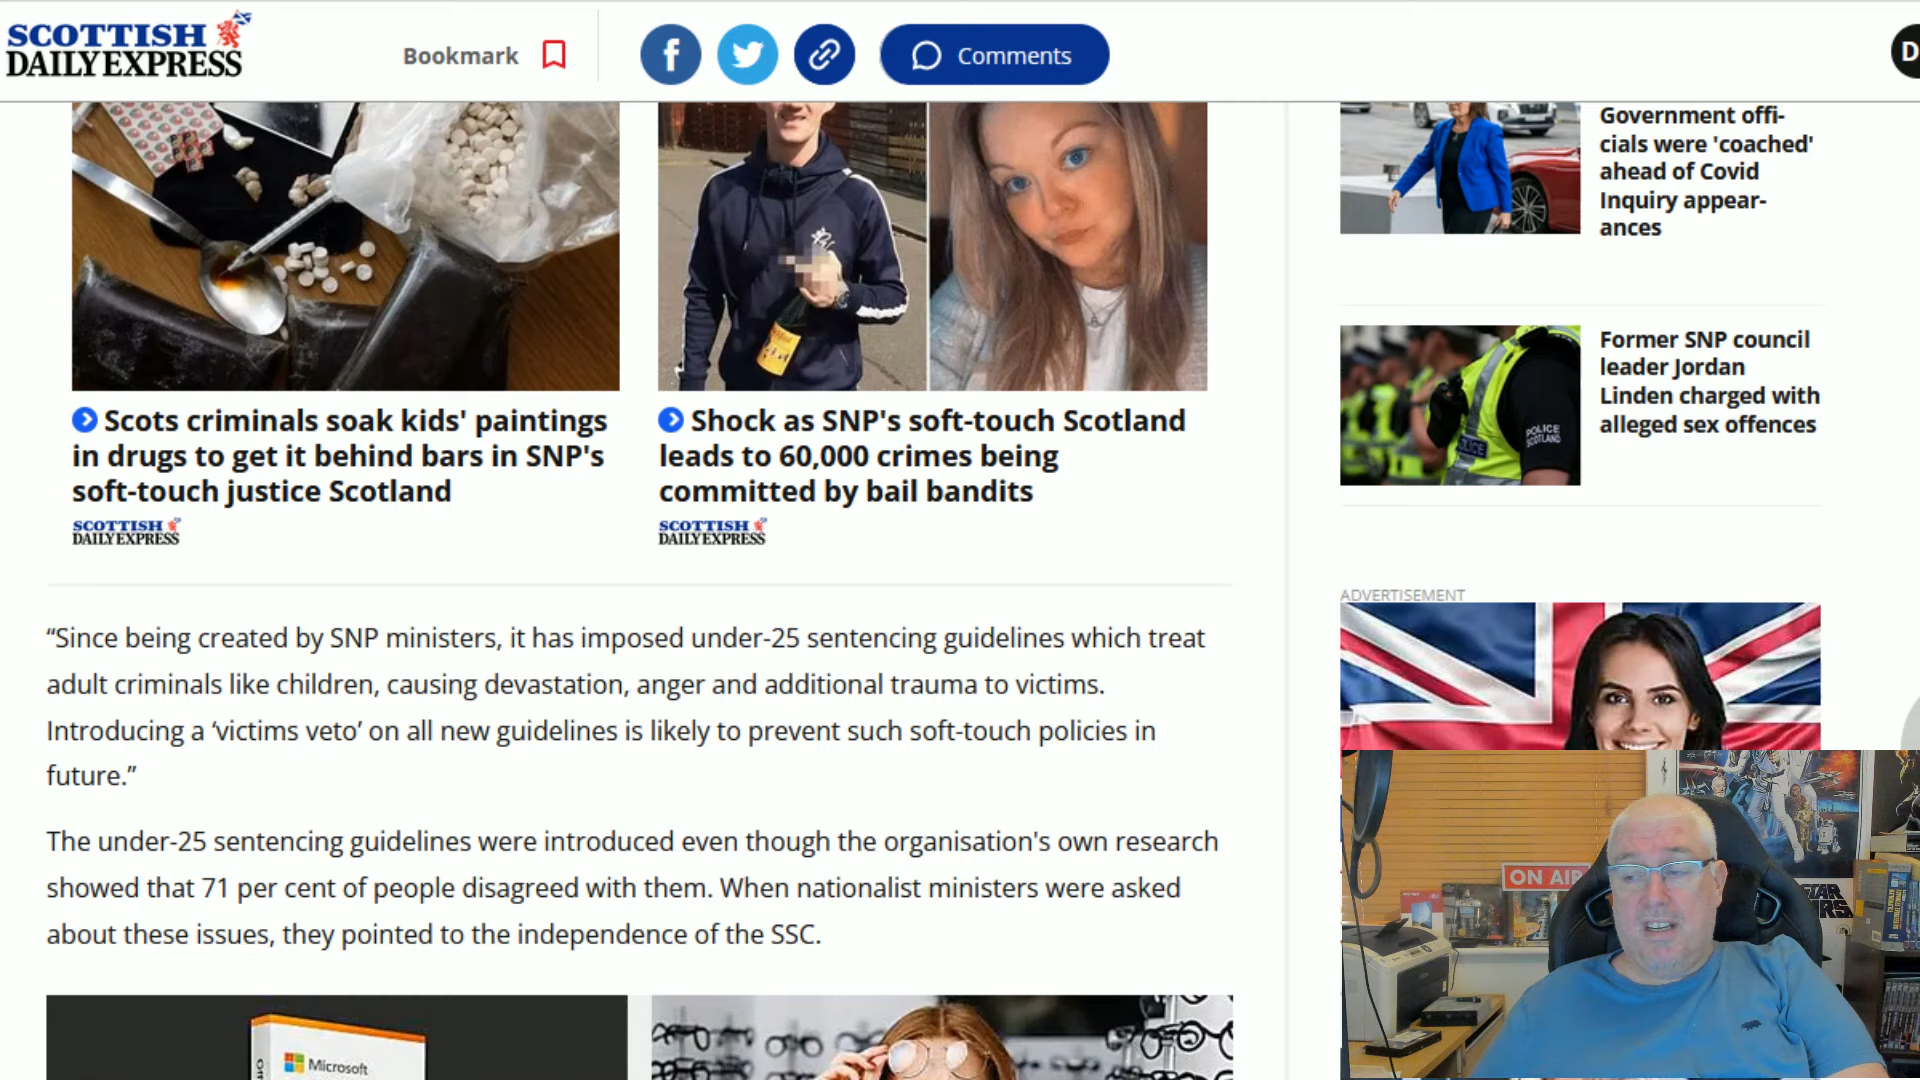 SCOTTISH
DAILY EXPRESS
Bookmark
Comments
D
Government offi-
cials were 'coached'
ahead of Covid
Inquiry appear-
ances
Former SNP council
leader Jordan
Linden charged with
alleged sex offences
POLICE
SCOTLAND
Scots criminals soak kids' paintings
in drugs to get it behind bars in SNP's
soft-touch justice Scotland
SCOTTISH
DAILY EXPRESS
Shock as SNP's soft-touch Scotland
leads to 60,000 crimes being
committed by bail bandits
SCOTTISH
DAILY EXPRESS
ADVERTISEMENT
“Since being created by SNP ministers, it has imposed under-25 sentencing guidelines which treat
adult criminals like children, causing devastation, anger and additional trauma to victims.
Introducing a ‘victims veto’ on all new guidelines is likely to prevent such soft-touch policies in
future.”
The under-25 sentencing guidelines were introduced even though the organisation's own research
showed that 71 per cent of people disagreed with them. When nationalist ministers were asked
about these issues, they pointed to the independence of the SSC.
Microsoft
ON AIR
STAR